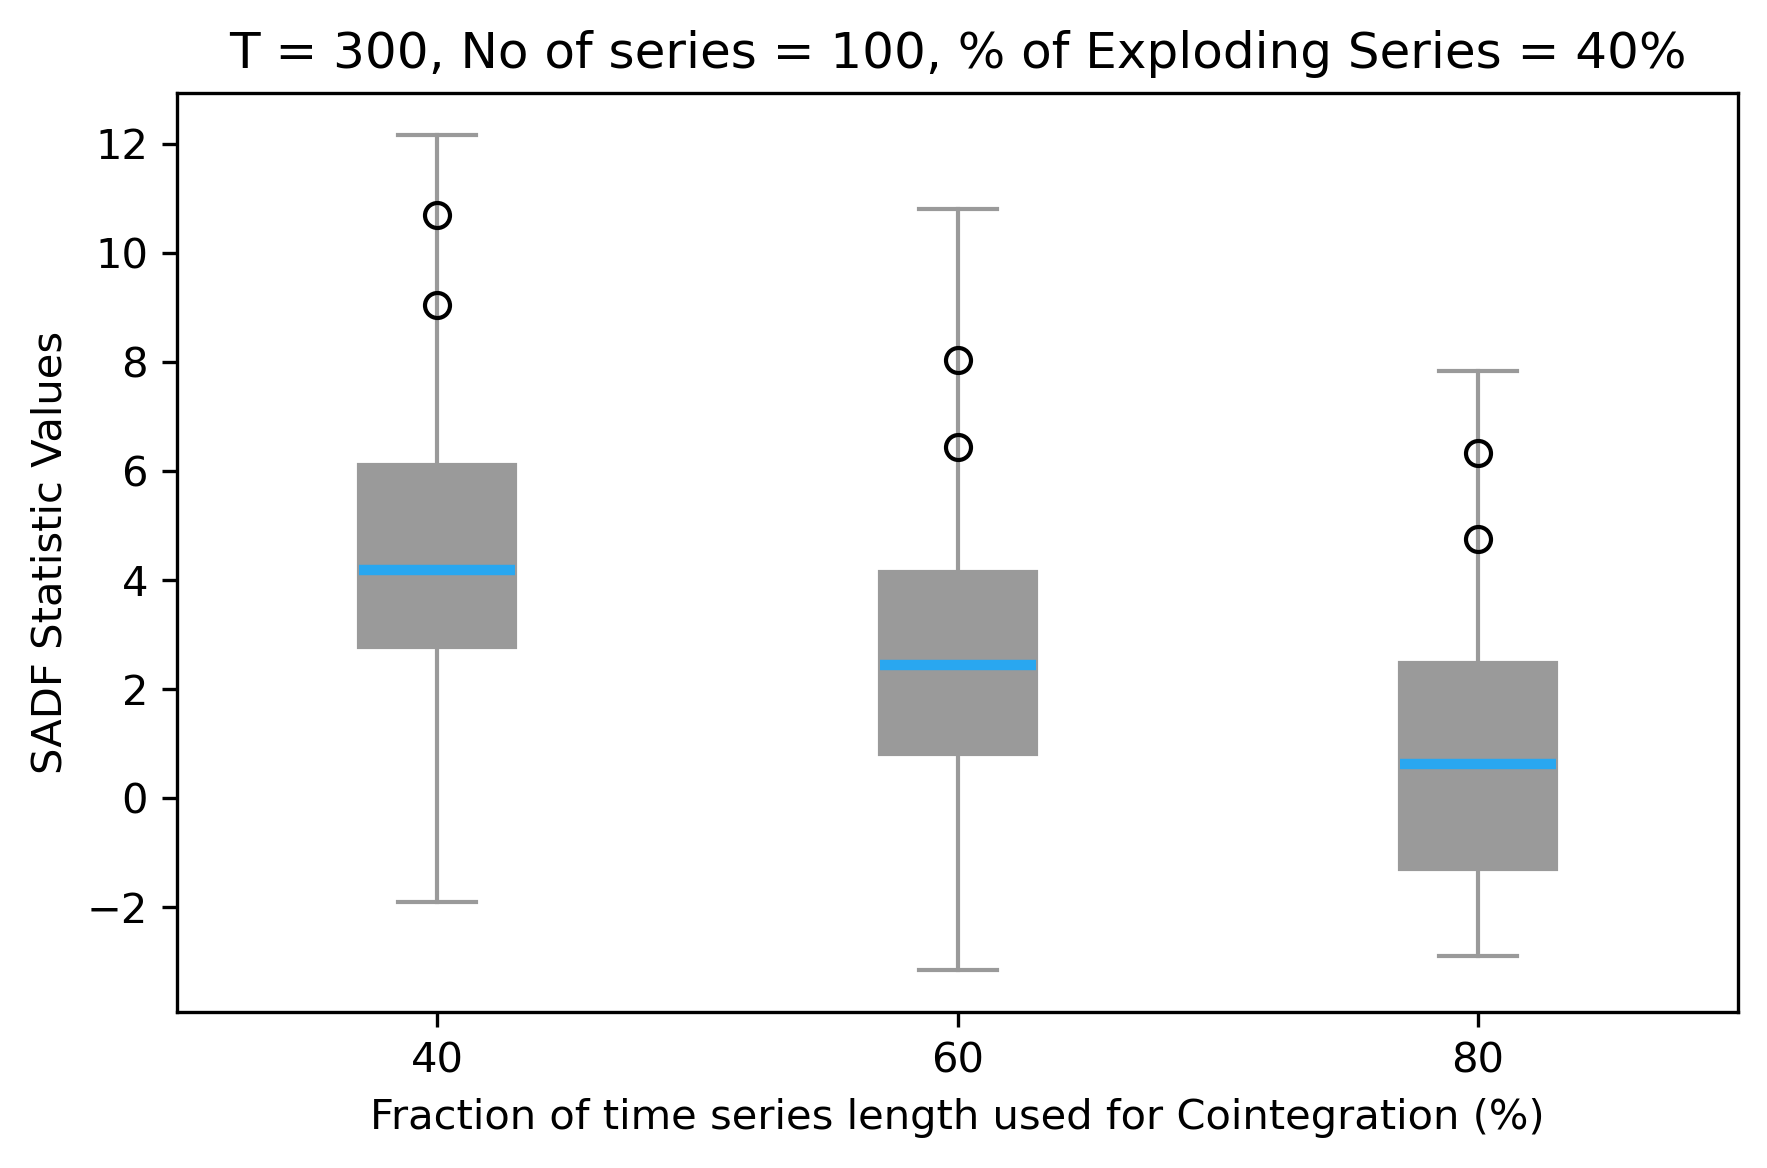 T = 300, No of series = 100, % of Exploding Series = 40%
SADF Statistic Values
12
10
8
6
4
2
0
−2
40 60 80
Fraction of time series length used for Cointegration (%)